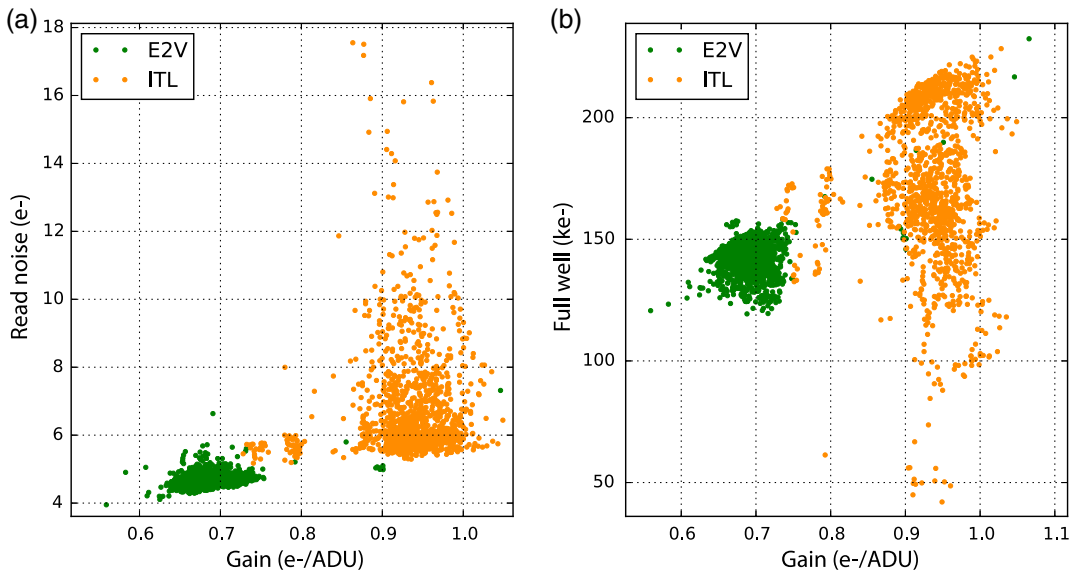 (a)
E2V
ITL
Read noise (e-)
18
16
14
12
10
8
6
4
0.6 0.7 0.8 0.9 1.0
Gain (e-/ADU)
(b)
E2V
ITL
Full well (ke-)
200
150
100
50
0.6 0.7 0.8 0.9 1.0 1.1
Gain (e-/ADU)